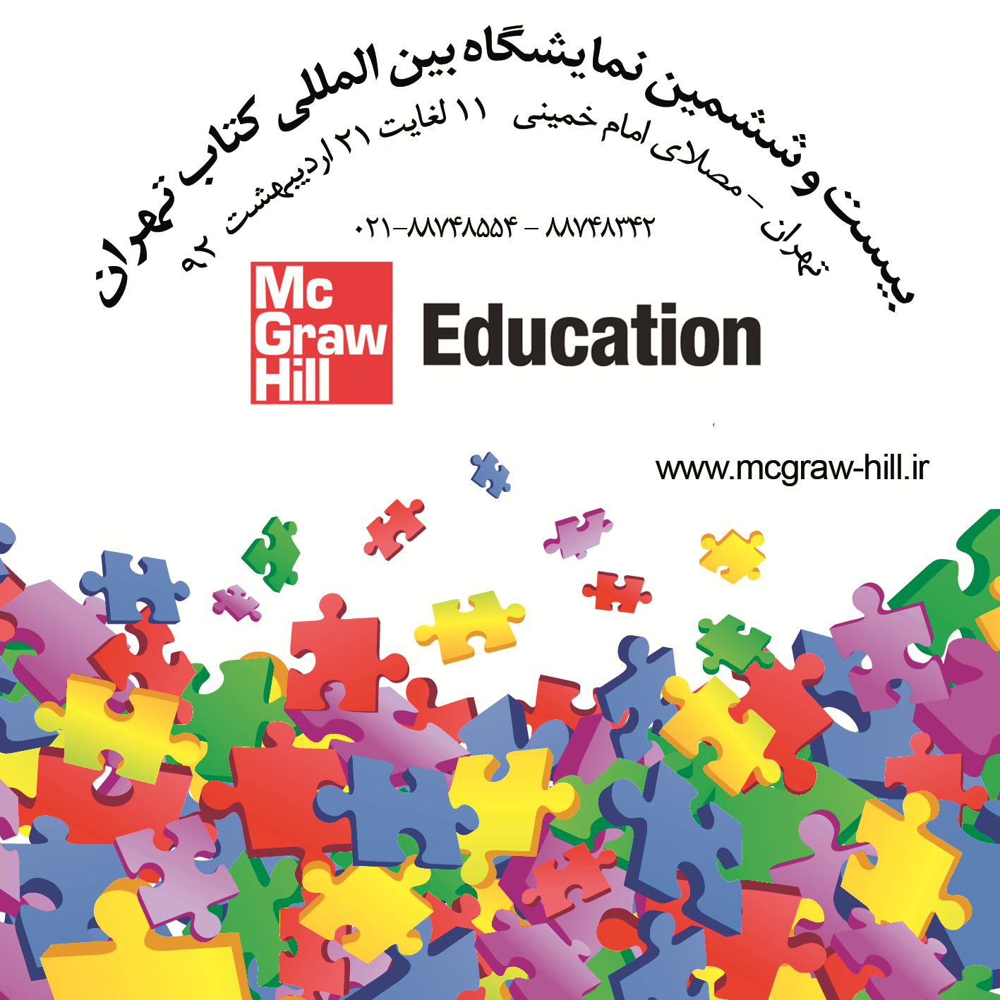 بیست و ششمین نمایشگاه بین المللی کتاب تهران
تهران - مصلای امام خمینی ۱۱ لغایت ۲۱ اردیبهشت ۹۲
۰۲۱-۸۸۷۴۸۵۵۴ - ۸۸۷۴۸۳۴۲
Mc
Graw
Hill
Education
www.mcgraw-hill.ir